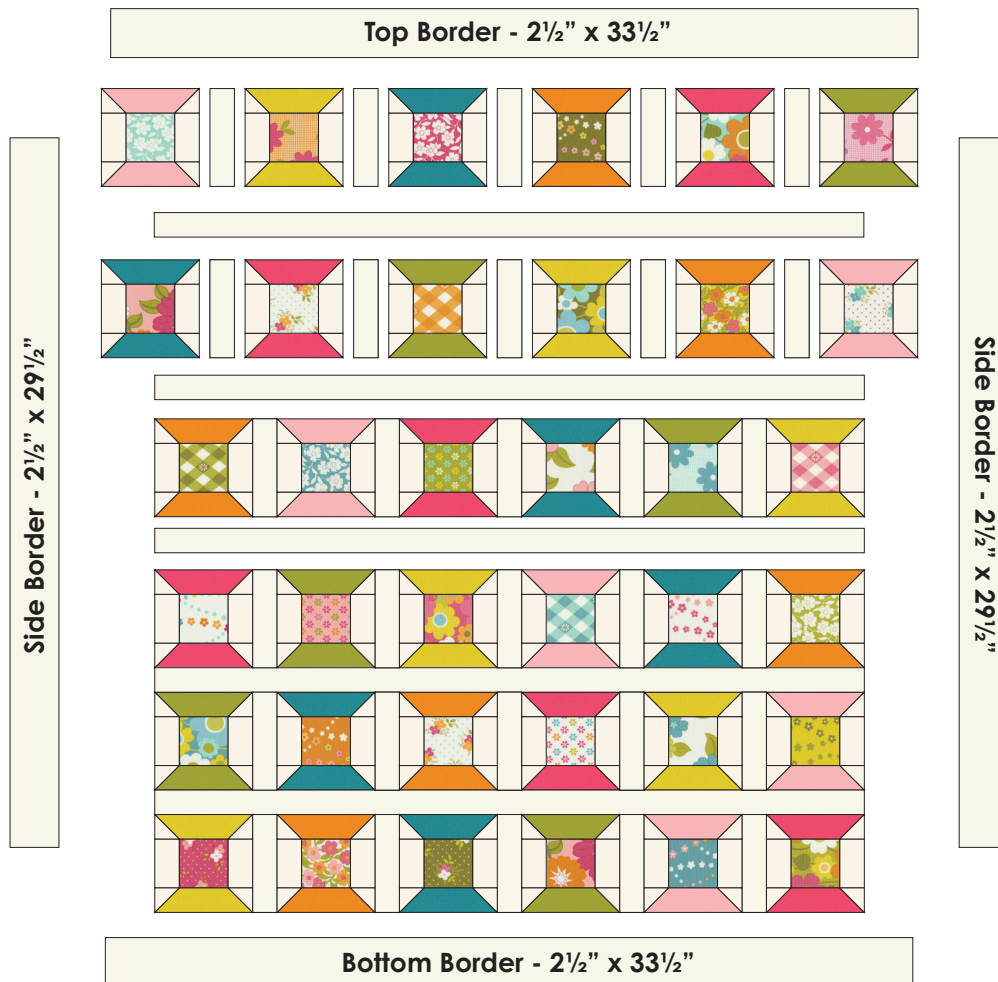 Top Border - 2½” x 33½”
Side Border - 2½” x 29½”
Side Border - 2½” x 29½”
Bottom Border - 2½” x 33½”